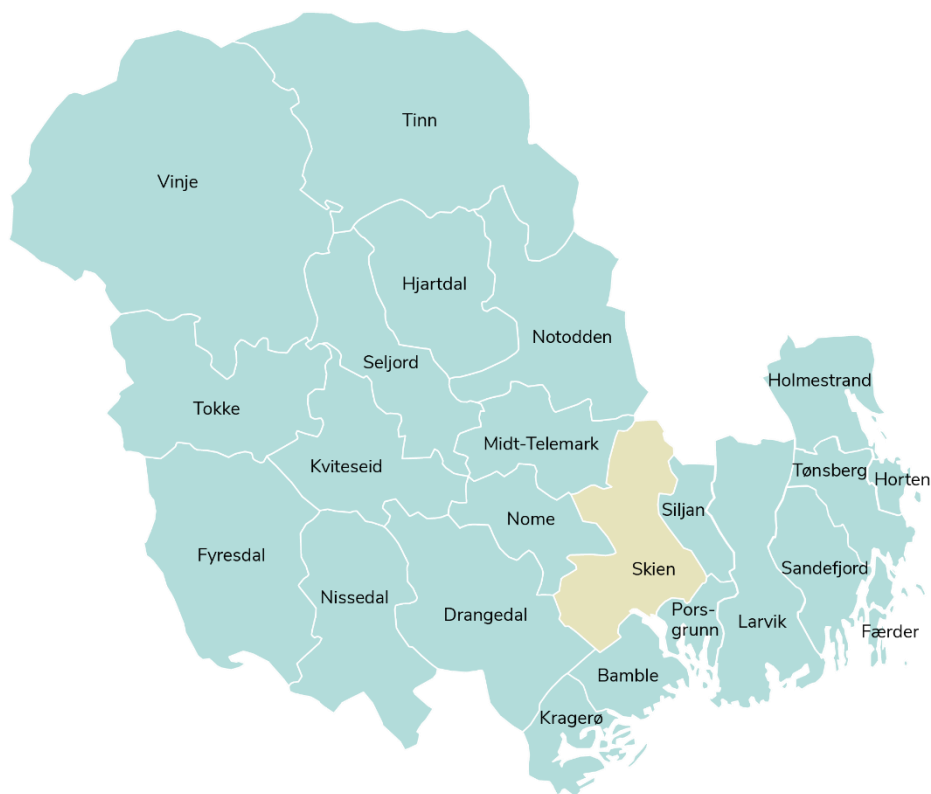 Tinn
Vinje
Hjartdal
Notodden
Seljord
Holmestrand
Tokke
Midt-Telemark
Kviteseid
Tønsberg
Horten
Siljan
Nome
Fyresdal
Skien
Sandefjord
Nissedal
Drangedal
Pors-
grunn
Larvik
Færder
Bamble
Kragerø